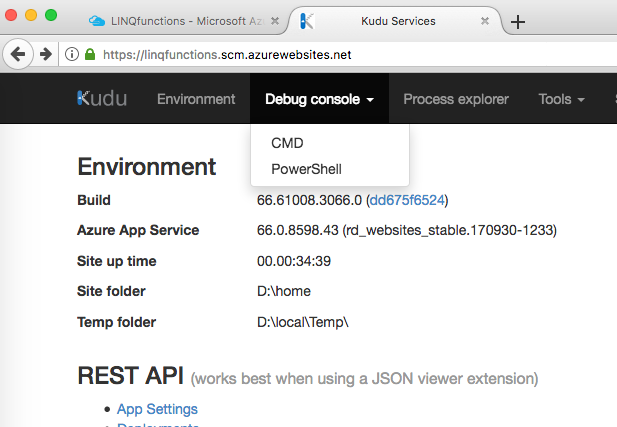 LINQfunctions - Microsoft Az
Kudu Services
https://linqfunctions.scm.azurewebsites.net
Kudu Environment Debug console Process explorer Tools S
CMD
PowerShell
Environment
Build 66.61008.3066.0 (dd675f6524)
Azure App Service 66.0.8598.43 (rd_websites_stable.170930-1233)
Site up time 00.00:34:39
Site folder D:\home
Temp folder D:\local\Temp\
REST API (works best when using a JSON viewer extension)
App Settings
Deployments